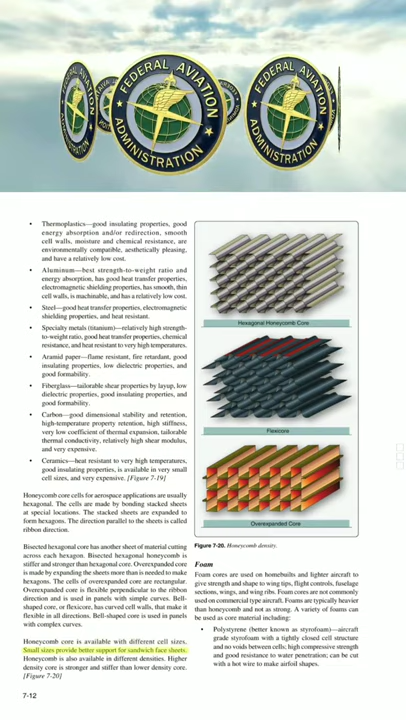 FEDERAL AVIATION
ADMINISTRATION
FEDERAL AVIATION
ADMINISTRATION
FEDERAL AVIATION
ADMINISTRATION
• Thermoplastics—good insulating properties, good
energy absorption and/or redirection, smooth
cell walls, moisture and chemical resistance, are
environmentally compatible, aesthetically pleasing,
and have a relatively low cost.
• Aluminum—best strength-to-weight ratio and
energy absorption, has good heat transfer properties,
electromagnetic shielding properties, has smooth, thin
cell walls, is machinable, and has a relatively low cost.
• Steel—good heat transfer properties, electromagnetic
shielding properties, and heat resistant.
• Specialty metals (titanium)—relatively high strength-
to-weight ratio, good heat transfer properties, chemical
resistance, and heat resistant to very high temperatures.
• Aramid paper—flame resistant, fire retardant, good
insulating properties, low dielectric properties, and
good formability.
• Fiberglass—tailorable shear properties by layup, low
dielectric properties, good insulating properties, and
good formability.
• Carbon—good dimensional stability and retention,
high-temperature property retention, high stiffness,
very low coefficient of thermal expansion, tailorable
thermal conductivity, relatively high shear modulus,
and very expensive.
• Ceramics—heat resistant to very high temperatures,
good insulating properties, is available in very small
cell sizes, and very expensive. [Figure 7-19]
Honeycomb core cells for aerospace applications are usually
hexagonal. The cells are made by bonding stacked sheets
at special locations. The stacked sheets are expanded to
form hexagons. The direction parallel to the sheets is called
ribbon direction.
Bisected hexagonal core has another sheet of material cutting
across each hexagon. Bisected hexagonal honeycomb is
stiffer and stronger than hexagonal core. Overexpanded core
is made by expanding the sheets more than is needed to make
hexagons. The cells of overexpanded core are rectangular.
Overexpanded core is flexible perpendicular to the ribbon
direction and is used in panels with simple curves. Bell-
shaped core, or flexicore, has curved cell walls, that make it
flexible in all directions. Bell-shaped core is used in panels
with complex curves.
Honeycomb core is available with different cell sizes.
Small sizes provide better support for sandwich face sheets.
Honeycomb is also available in different densities. Higher
density core is stronger and stiffer than lower density core.
[Figure 7-20]
7-12
Hexagonal Honeycomb Core
Flexicore
Overexpanded Core
Figure 7-20. Honeycomb density.
Foam
Foam cores are used on homebuilts and lighter aircraft to
give strength and shape to wing tips, flight controls, fuselage
sections, wings, and wing ribs. Foam cores are not commonly
used on commercial type aircraft. Foams are typically heavier
than honeycomb and not as strong. A variety of foams can
be used as core material including:
• Polystyrene (better known as styrofoam)—aircraft
grade styrofoam with a tightly closed cell structure
and no voids between cells; high compressive strength
and good resistance to water penetration; can be cut
with a hot wire to make airfoil shapes.